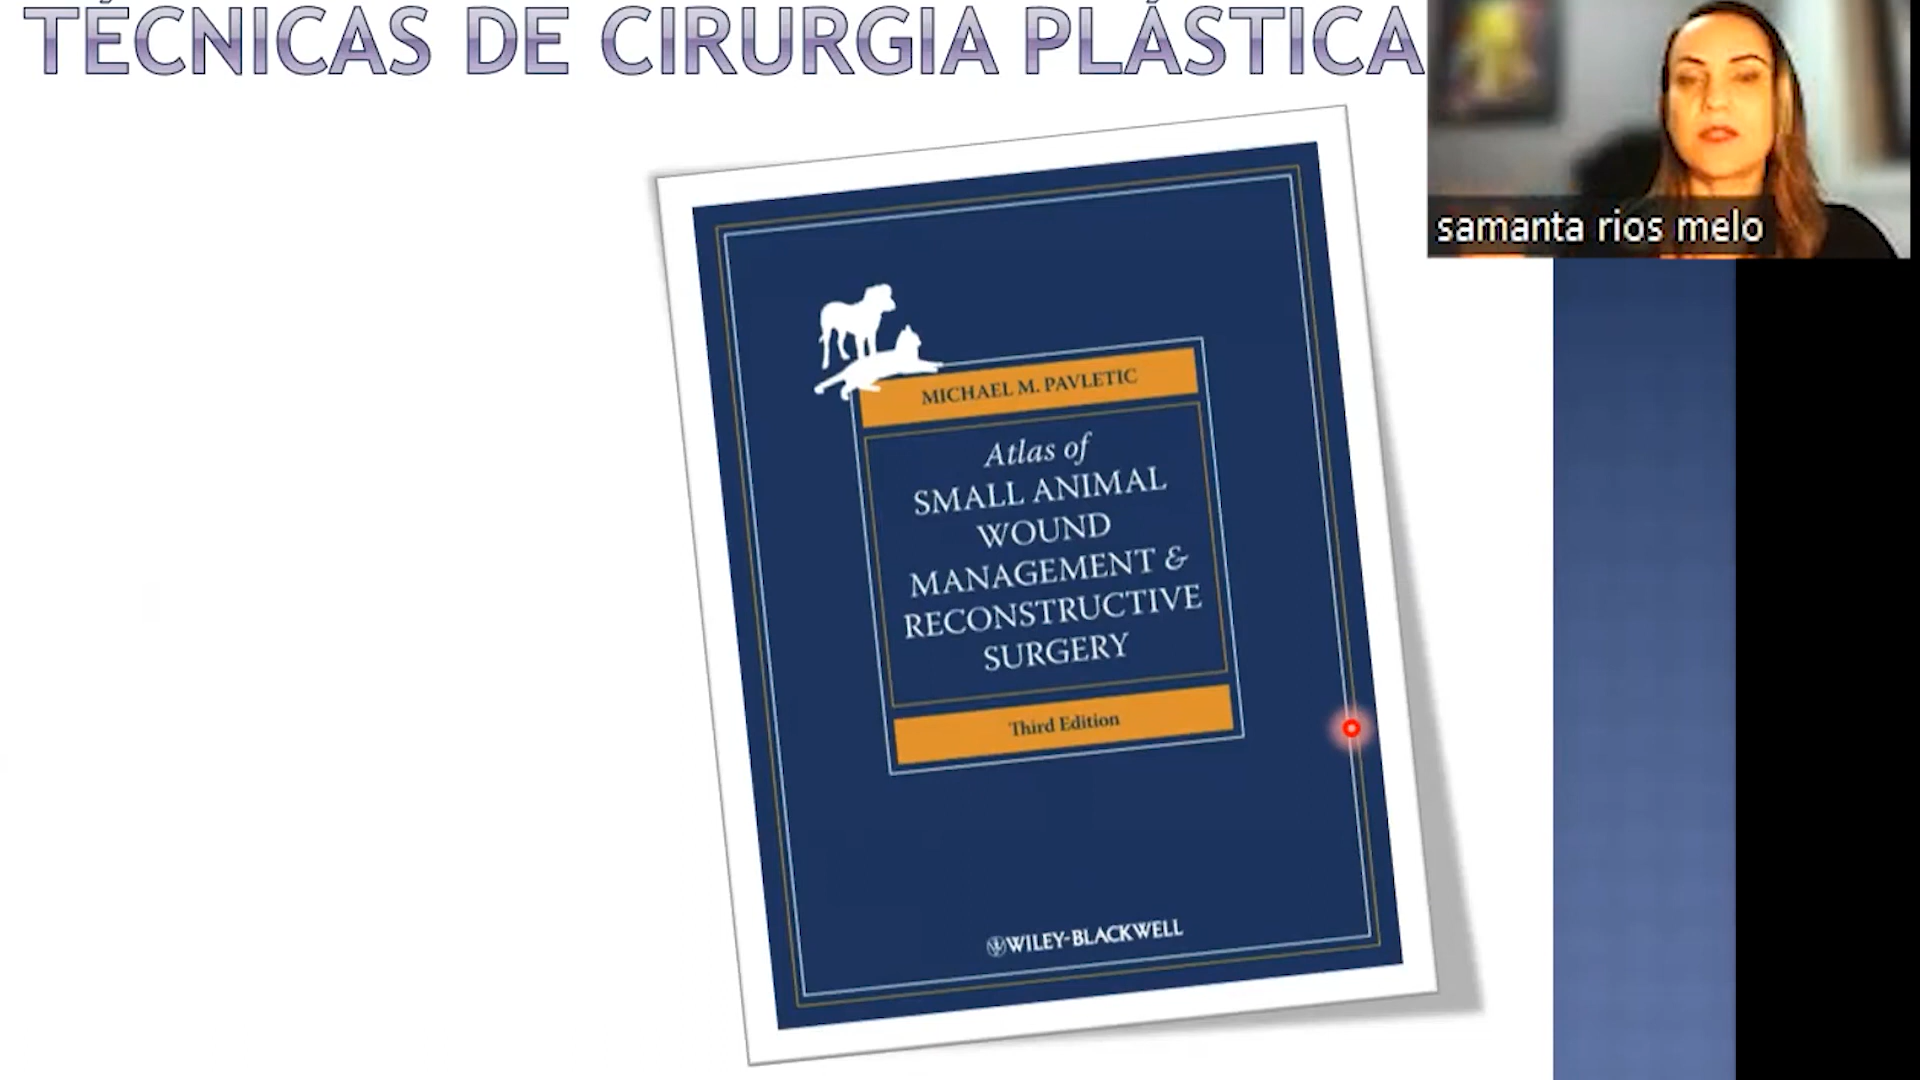 TÉCNICAS DE CIRURGIA PLÁSTICA
samanta rios melo
MICHAEL M. PAVLETIC
Atlas of
SMALL ANIMAL
WOUND
MANAGEMENT &
RECONSTRUCTIVE
SURGERY
Third Edition
WILEY-BLACKWELL